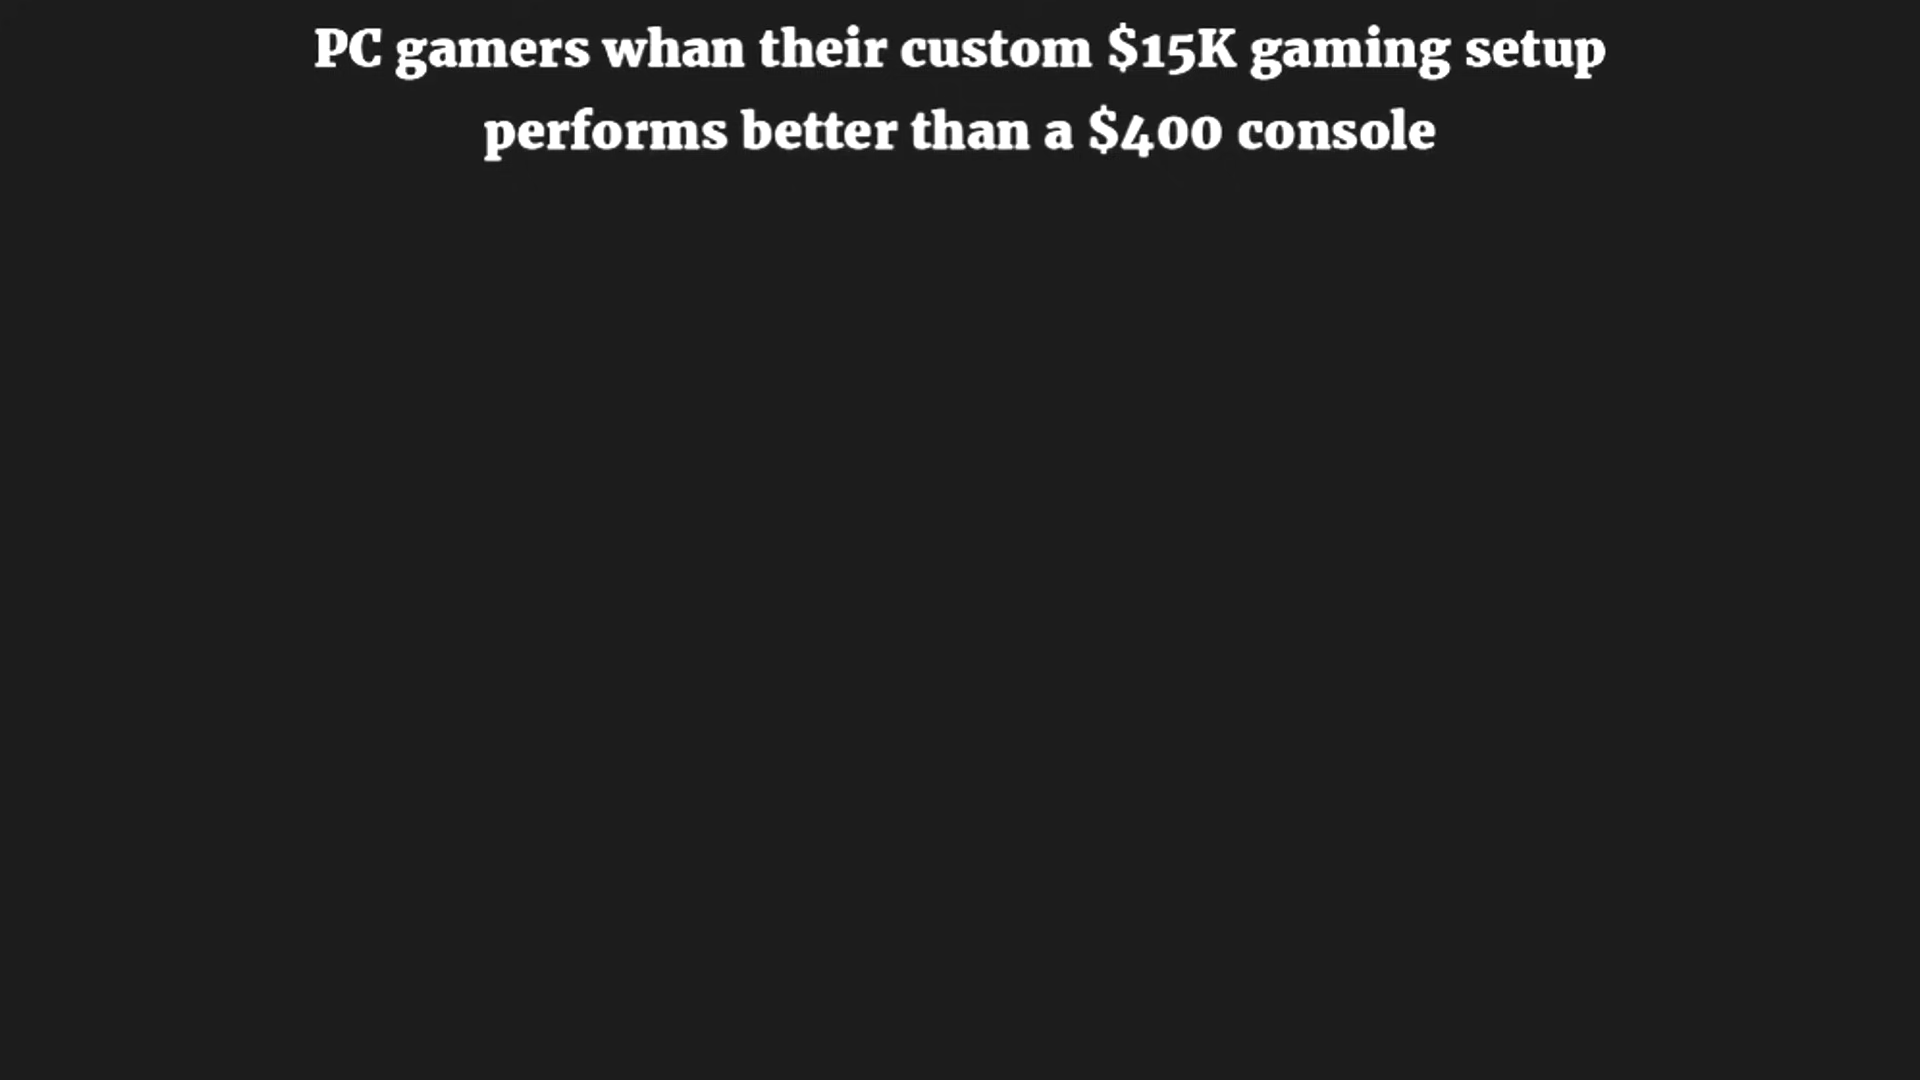 PC gamers whan their custom $15K gaming setup
performs better than a $400 console